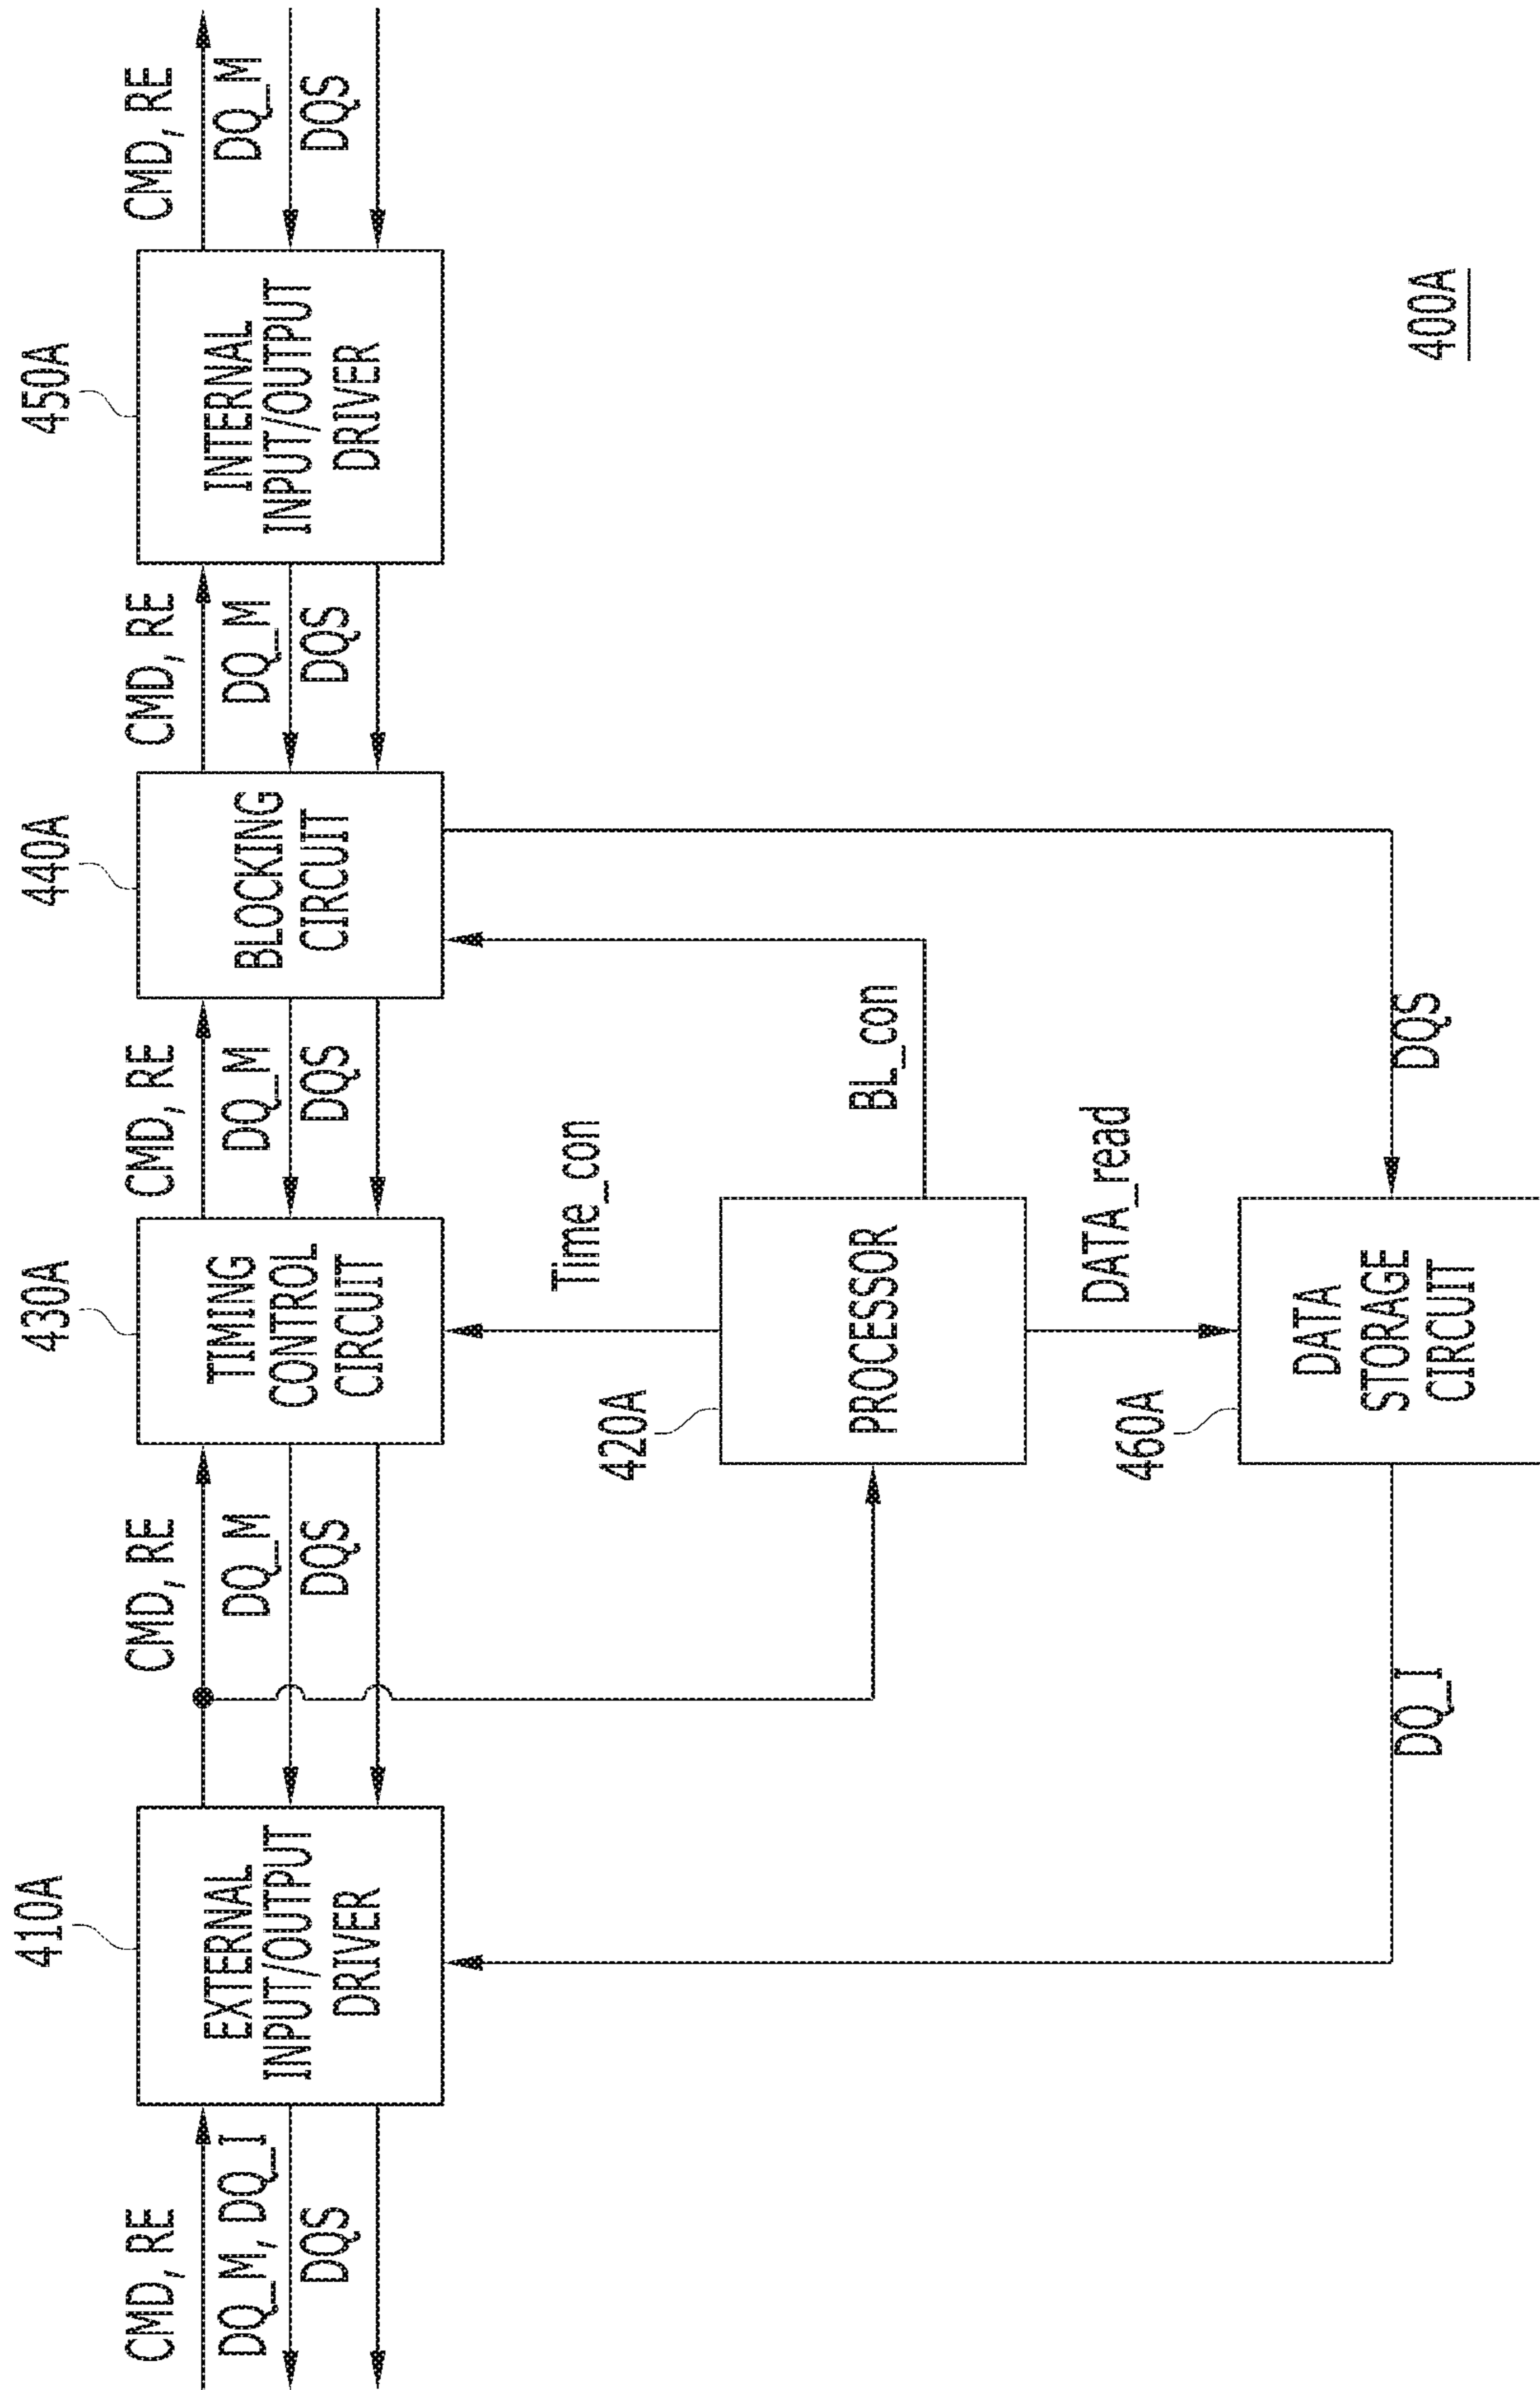 410A
EXTERNAL
INPUT/OUTPUT
DRIVER
CMD, RE
DQ_M, DQ_I
DQS
CMD, RE
DQ_M
DQS
430A
TIMING
CONTROL
CIRCUIT
CMD, RE
DQ_M
DQS
440A
BLOCKING
CIRCUIT
CMD, RE
DQ_M
DQS
450A
INTERNAL
INPUT/OUTPUT
DRIVER
CMD, RE
DQ_M
DQS
Time_con
420A
PROCESSOR
BL_con
DATA_read
460A
DATA
STORAGE
CIRCUIT
DQ_I
DQS
400A